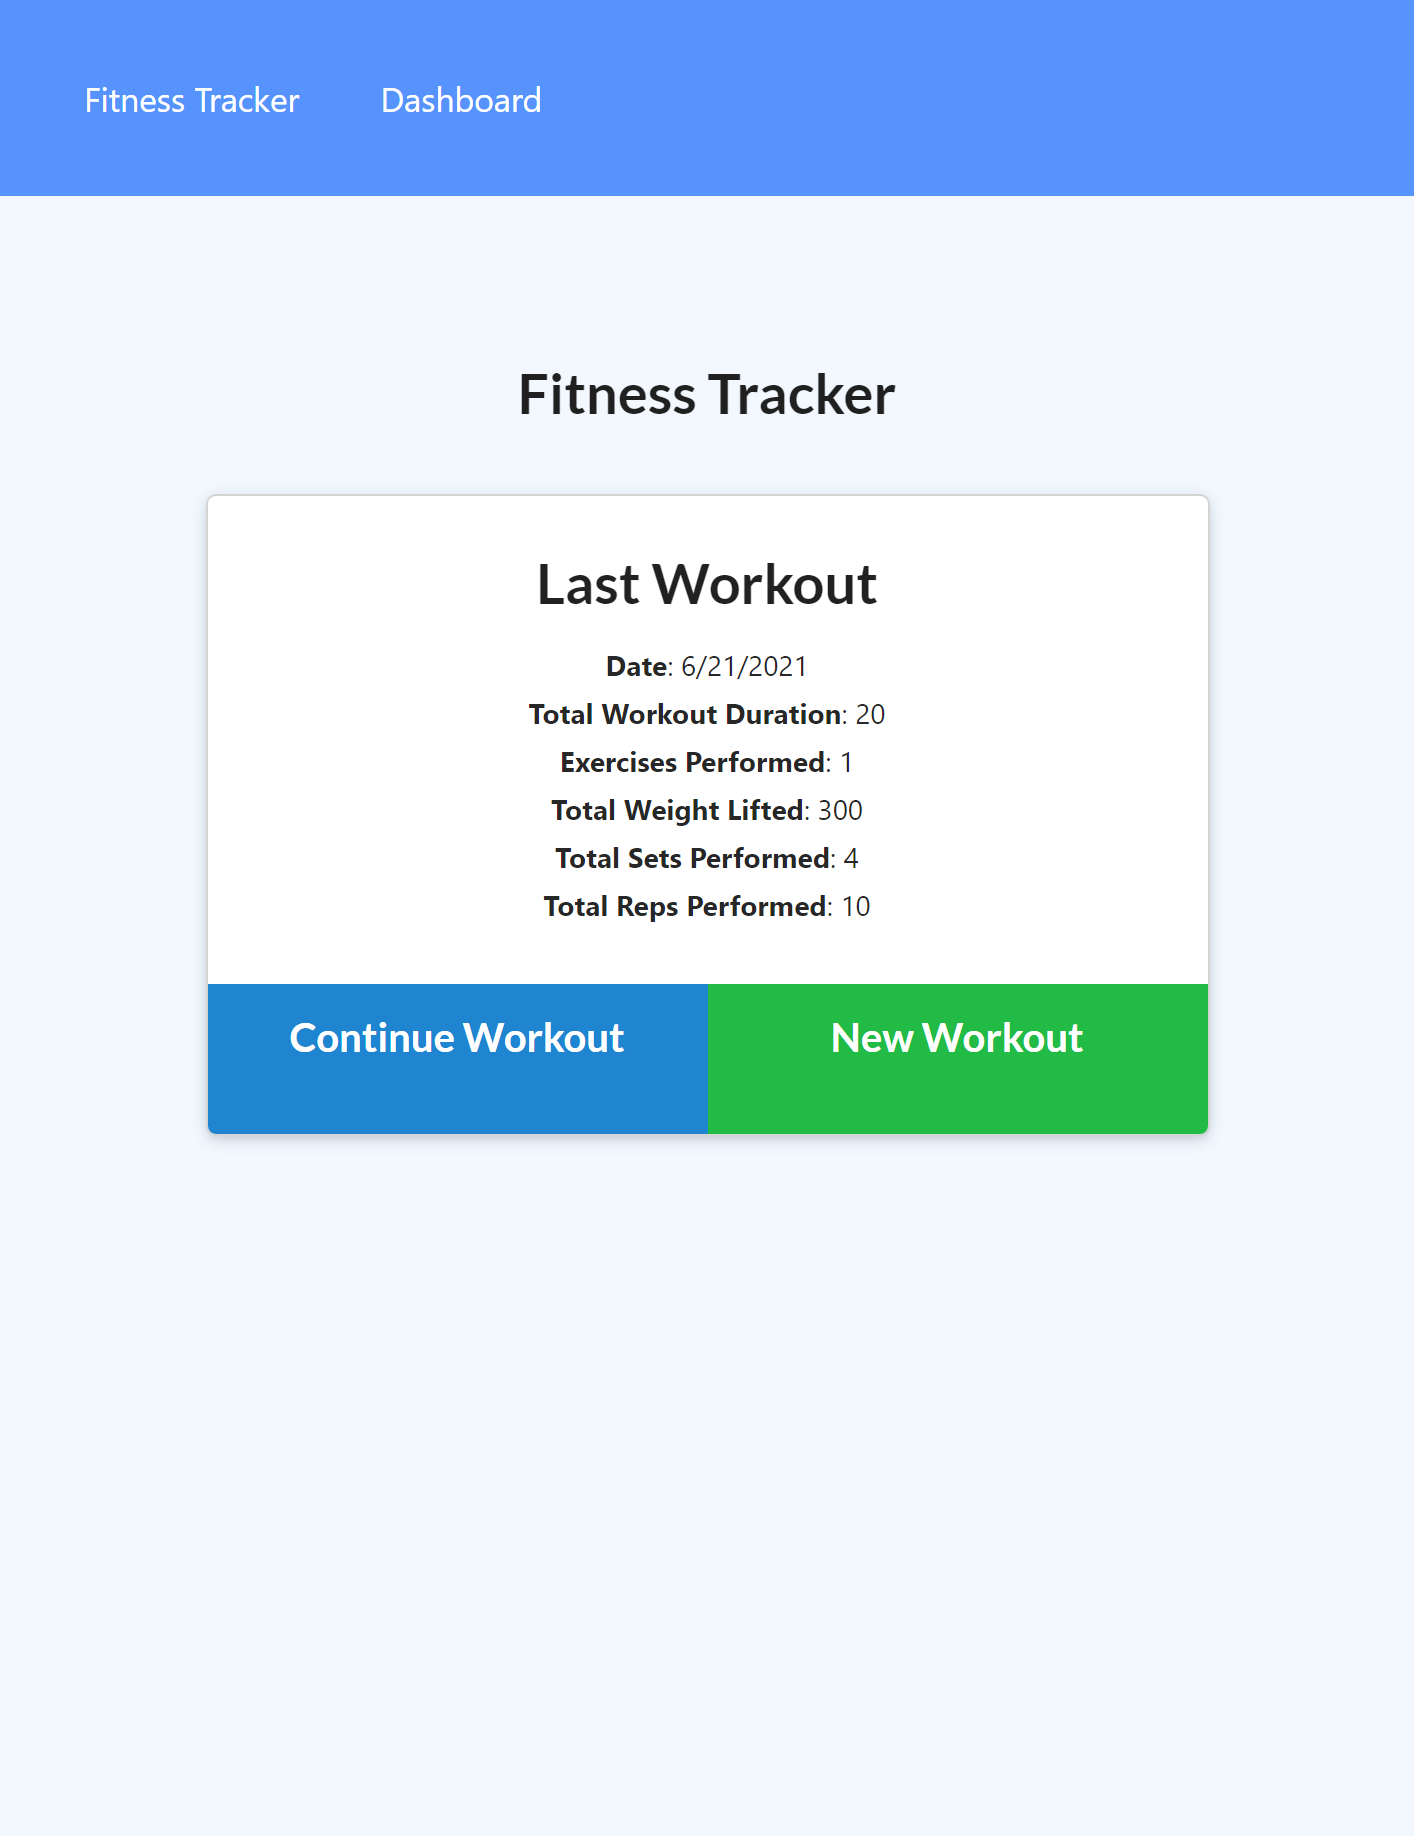 Fitness Tracker Dashboard
Fitness Tracker
Last Workout
Date: 6/21/2021
Total Workout Duration: 20
Exercises Performed: 1
Total Weight Lifted: 300
Total Sets Performed: 4
Total Reps Performed: 10
Continue Workout New Workout